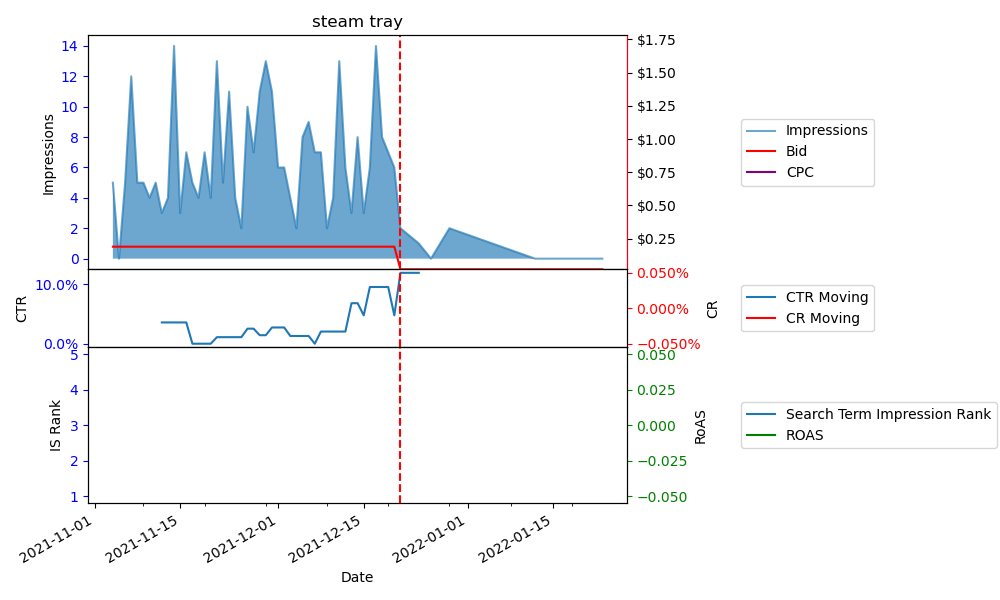 steam tray
14
12
10
8
6
4
2
0
Impressions
$1.75
$1.50
$1.25
$1.00
$0.75
$0.50
$0.25
Impressions
Bid
CPC
10.0%
0.0%
CTR
0.050%
0.000%
−0.050%
CR
CTR Moving
CR Moving
5
4
3
2
1
IS Rank
0.050
0.025
0.000
−0.025
−0.050
RoAS
Search Term Impression Rank
ROAS
2021-11-01
2021-11-15
2021-12-01
2021-12-15
2022-01-01
2022-01-15
Date